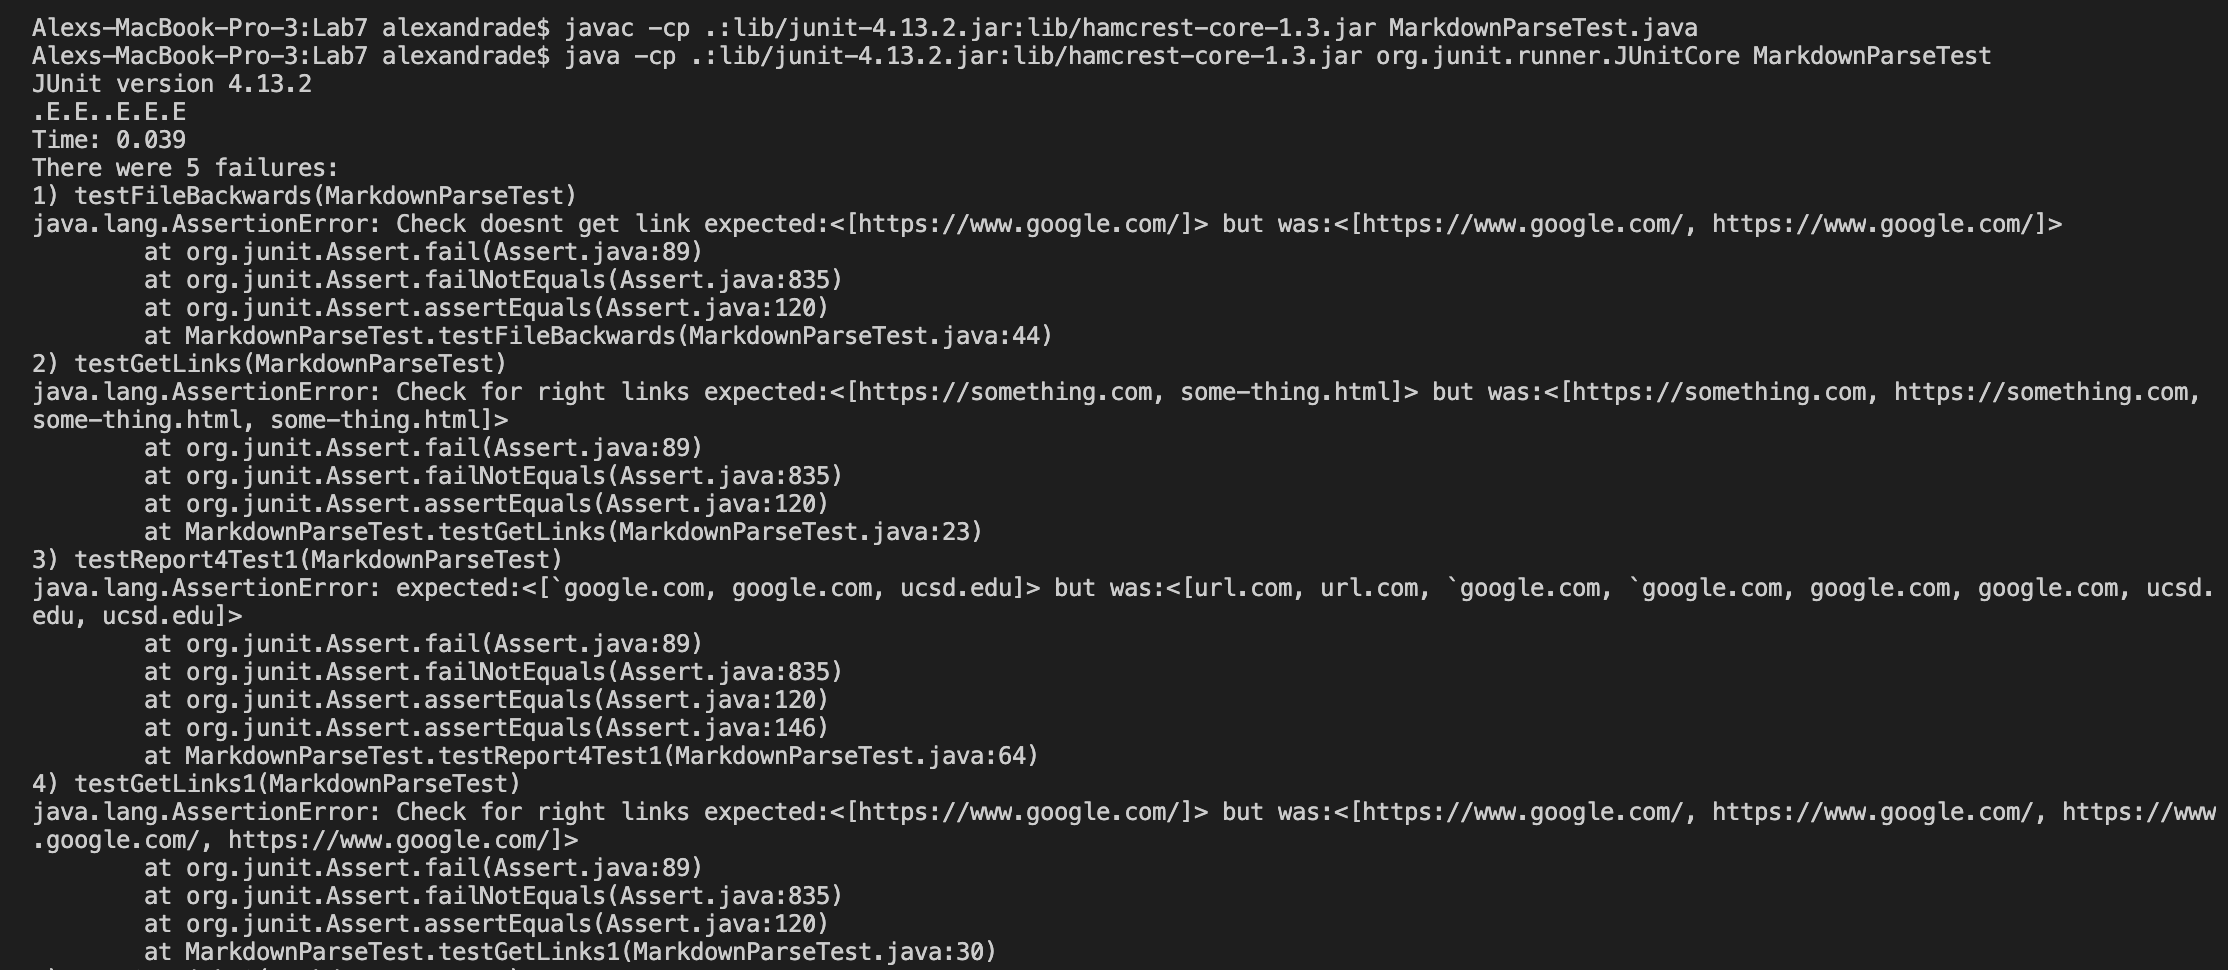 Alexs-MacBook-Pro-3:Lab7 alexandrade$ javac -cp .:lib/junit-4.13.2.jar:lib/hamcrest-core-1.3.jar MarkdownParseTest.java
Alexs-MacBook-Pro-3:Lab7 alexandrade$ java -cp .:lib/junit-4.13.2.jar:lib/hamcrest-core-1.3.jar org.junit.runner.JUnitCore MarkdownParseTest
JUnit version 4.13.2
.E.E..E.E.E
Time: 0.039
There were 5 failures:
1) testFileBackwards(MarkdownParseTest)
java.lang.AssertionError: Check doesnt get link expected:<[https://www.google.com/]> but was:<[https://www.google.com/, https://www.google.com/]>
        at org.junit.Assert.fail(Assert.java:89)
        at org.junit.Assert.failNotEquals(Assert.java:835)
        at org.junit.Assert.assertEquals(Assert.java:120)
        at MarkdownParseTest.testFileBackwards(MarkdownParseTest.java:44)
2) testGetLinks(MarkdownParseTest)
java.lang.AssertionError: Check for right links expected:<[https://something.com, some-thing.html]> but was:<[https://something.com, https://something.com,
some-thing.html, some-thing.html]>
        at org.junit.Assert.fail(Assert.java:89)
        at org.junit.Assert.failNotEquals(Assert.java:835)
        at org.junit.Assert.assertEquals(Assert.java:120)
        at MarkdownParseTest.testGetLinks(MarkdownParseTest.java:23)
3) testReport4Test1(MarkdownParseTest)
java.lang.AssertionError: expected:<[`google.com, google.com, ucsd.edu]> but was:<[url.com, url.com, `google.com, `google.com, google.com, google.com, ucsd.
edu, ucsd.edu]>
        at org.junit.Assert.fail(Assert.java:89)
        at org.junit.Assert.failNotEquals(Assert.java:835)
        at org.junit.Assert.assertEquals(Assert.java:120)
        at org.junit.Assert.assertEquals(Assert.java:146)
        at MarkdownParseTest.testReport4Test1(MarkdownParseTest.java:64)
4) testGetLinks1(MarkdownParseTest)
java.lang.AssertionError: Check for right links expected:<[https://www.google.com/]> but was:<[https://www.google.com/, https://www.google.com/, https://www
.google.com/, https://www.google.com/]>
        at org.junit.Assert.fail(Assert.java:89)
        at org.junit.Assert.failNotEquals(Assert.java:835)
        at org.junit.Assert.assertEquals(Assert.java:120)
        at MarkdownParseTest.testGetLinks1(MarkdownParseTest.java:30)